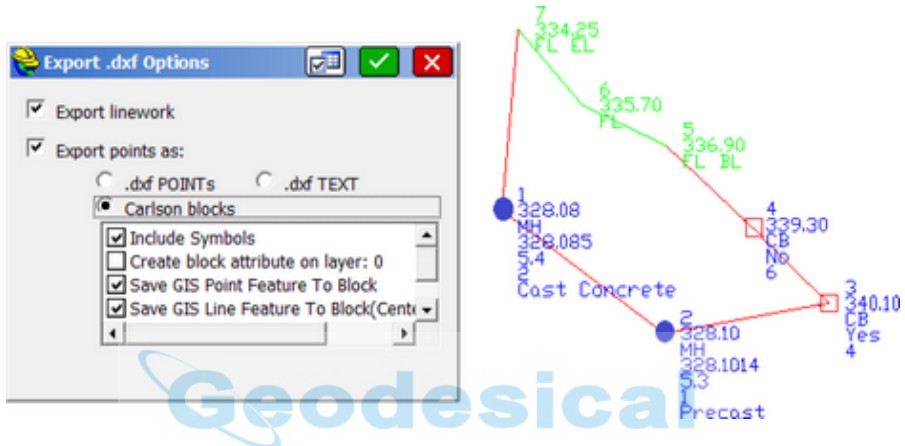 Export .dxf Options
Export linework
Export points as:
.dxf POINTs .dxf TEXT
Carlson blocks
Include Symbols
Create block attribute on layer: 0
Save GIS Point Feature To Block
Save GIS Line Feature To Block(Cente
7
334.25
FL EL
6
335.70
FL
5
336.90
FL BL
4
339.30
CB
No
6
3
340.10
CB
Yes
4
1
328.08
MH
328.085
5.4
2
Cast Concrete
2
328.10
MH
328.1014
5.3
1
Precast
Geodesical